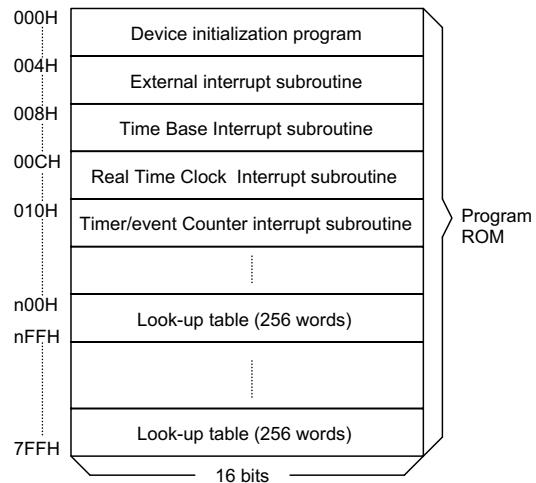 000H
Device initialization program
004H
External interrupt subroutine
008H
Time Base Interrupt subroutine
00CH
Real Time Clock Interrupt subroutine
010H
Timer/event Counter interrupt subroutine
Program
ROM
n00H
Look-up table (256 words)
nFFH
Look-up table (256 words)
7FFH
16 bits